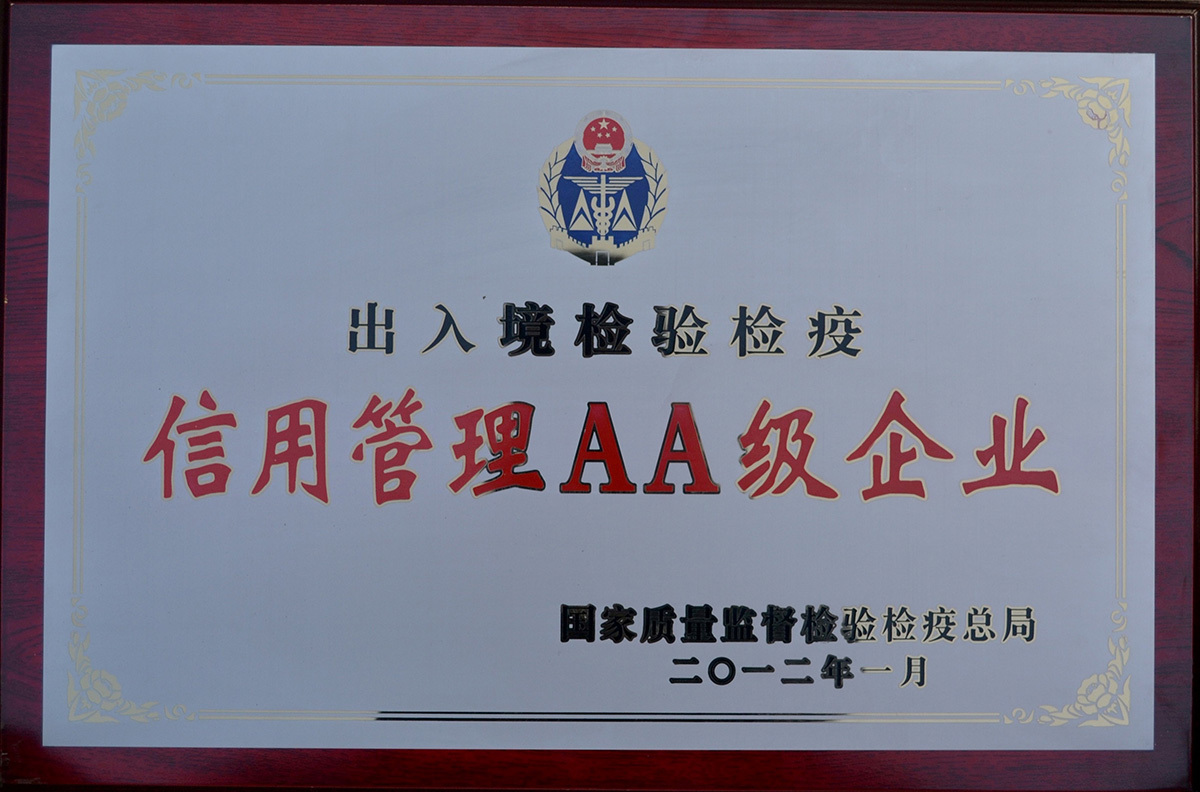 出入境检验检疫
信用管理AA级企业
国家质量监督检验检疫总局
二〇一二年一月